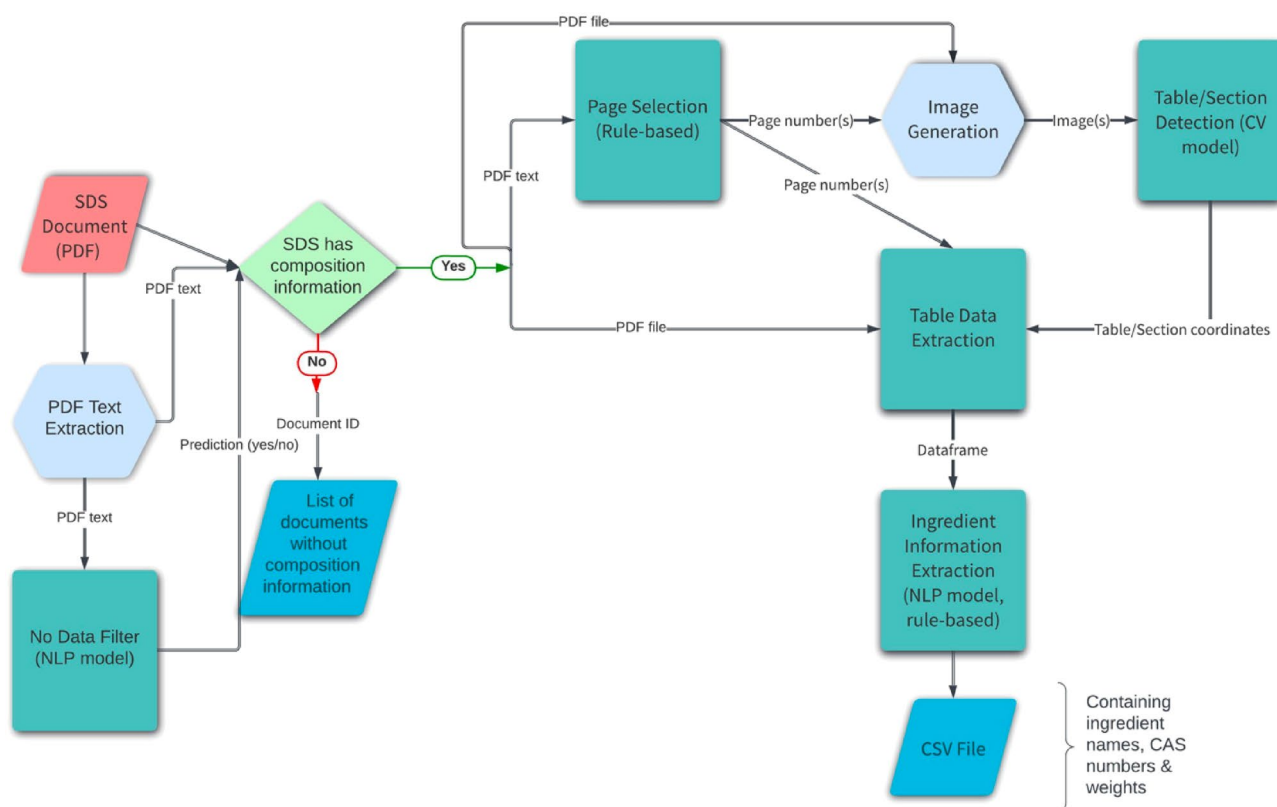 PDF file
Page Selection
(Rule-based)
Page number(s)
Image
Generation
Image(s)
Table/Section
Detection (CV
model)
PDF text
Page number(s)
SDS
Document
(PDF)
SDS has
composition
information
Yes
PDF text
PDF file
Table Data
Extraction
Table/Section coordinates
No
PDF Text
Extraction
Document ID
Prediction (yes/no)
Dataframe
PDF text
List of
documents
without
composition
information
Ingredient
Information
Extraction
(NLP model,
rule-based)
No Data Filter
(NLP model)
CSV File
Containing
ingredient
names, CAS
numbers &
weights